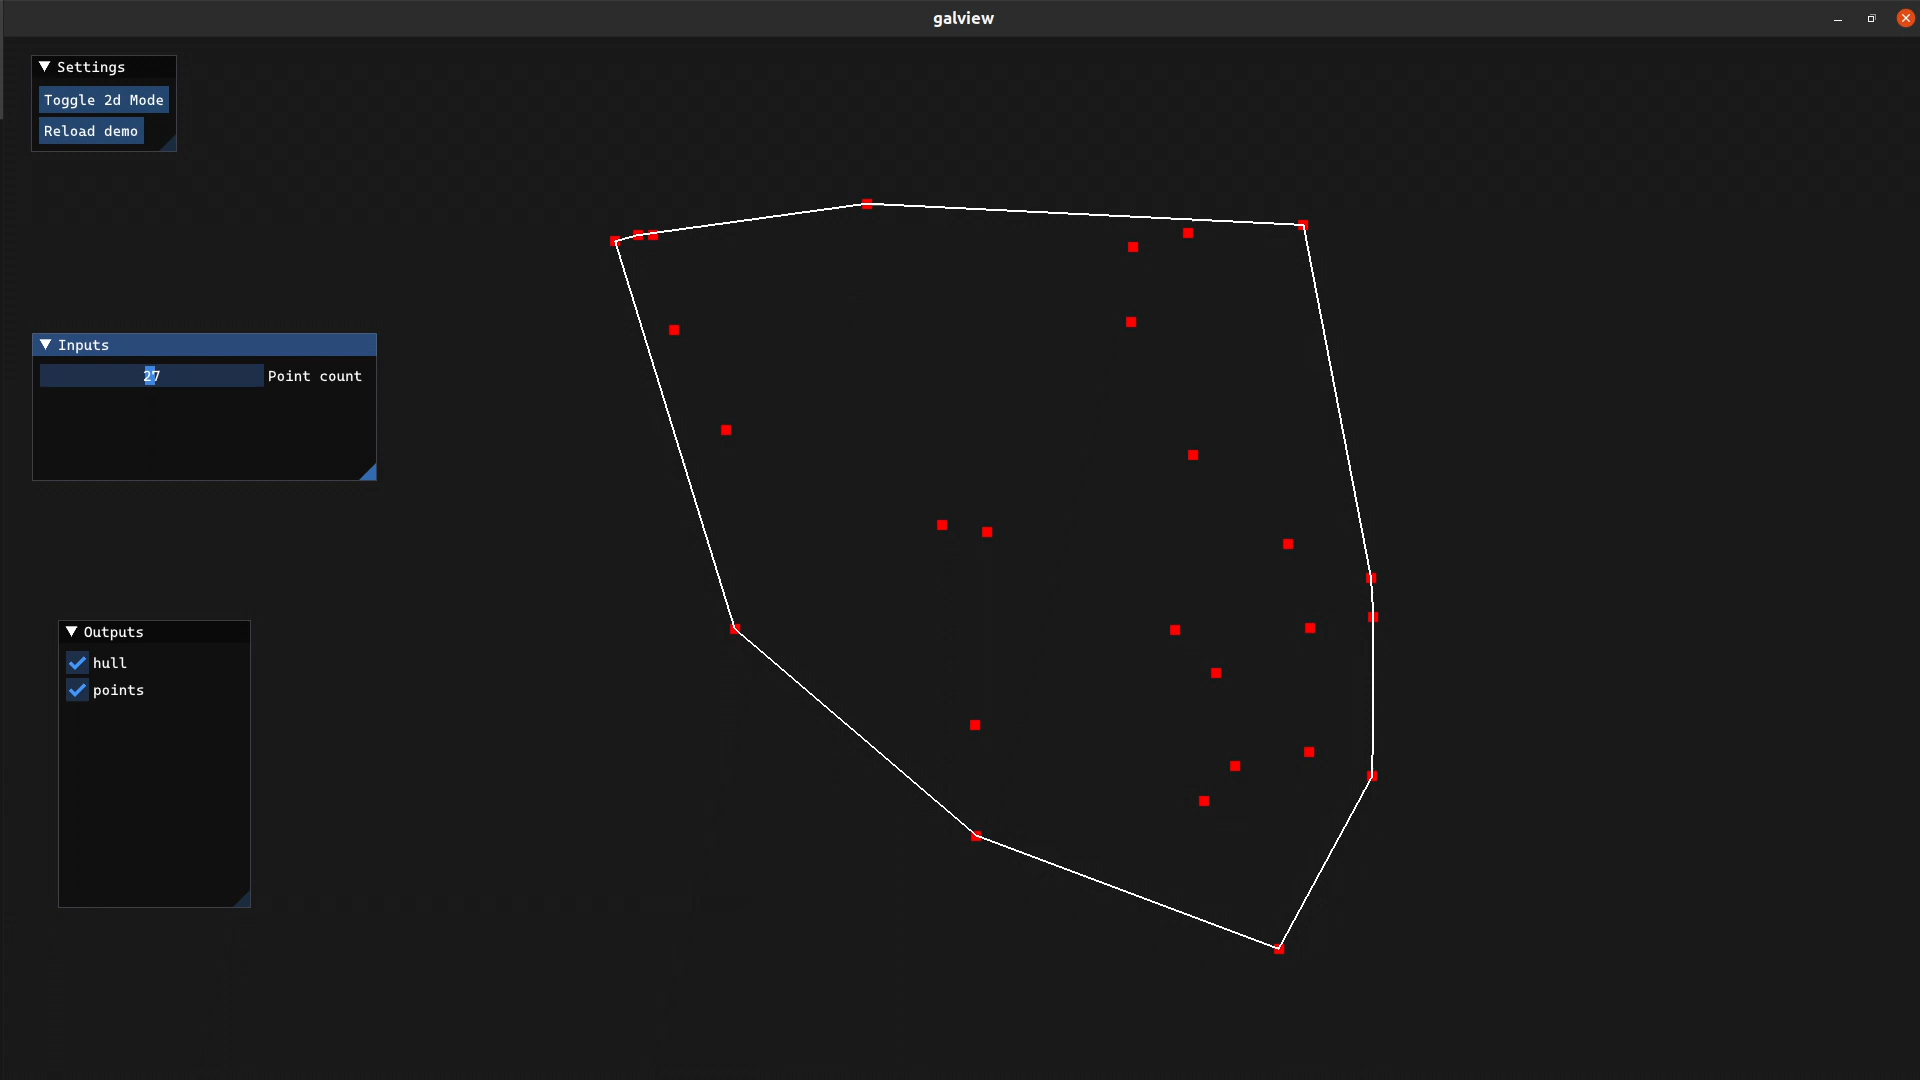 galview
Settings
Toggle 2d Mode
Reload demo
Inputs
27 Point count
Outputs
hull
points